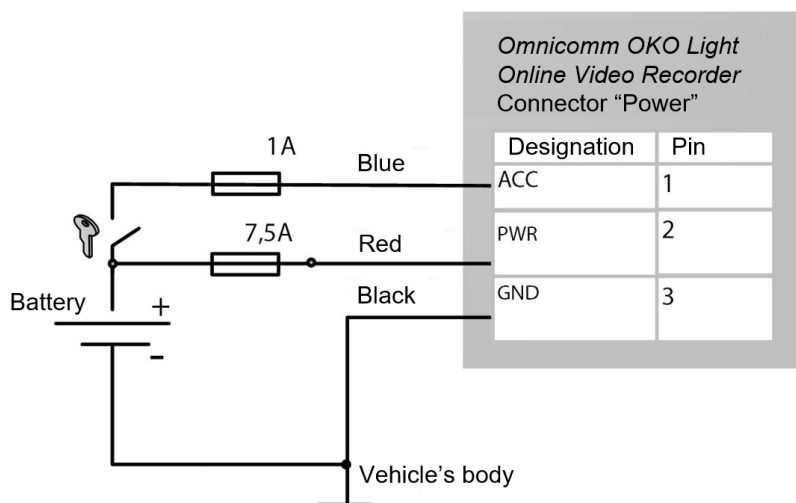 Omnicomm OKO Light
Online Video Recorder
Connector “Power”
Designation Pin
1A
Blue
ACC 1
7,5A
Red
PWR 2
Black
GND 3
Battery
+
-
Vehicle’s body